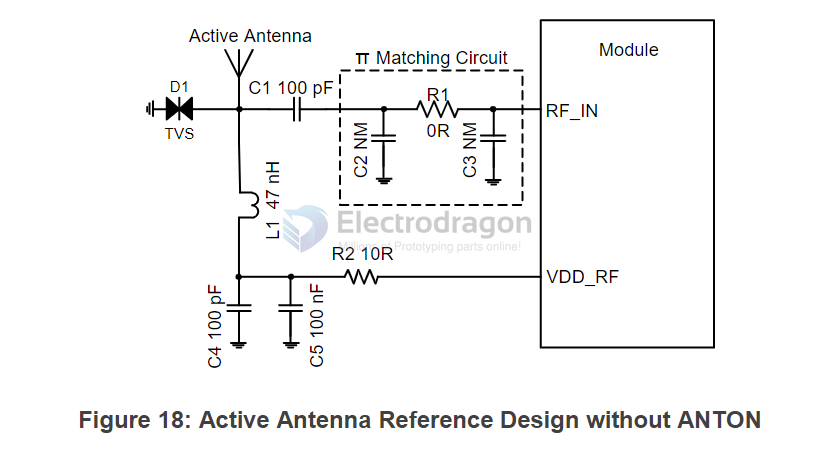 Active Antenna
π Matching Circuit
Module
D1
TVS
C1 100 pF
R1
0R
RF_IN
C2 NM
C3 NM
L1 47 nH
Electrodragon
Millions of Prototyping parts online!
R2 10R
VDD_RF
C4 100 pF
C5 100 nF
Figure 18: Active Antenna Reference Design without ANTON